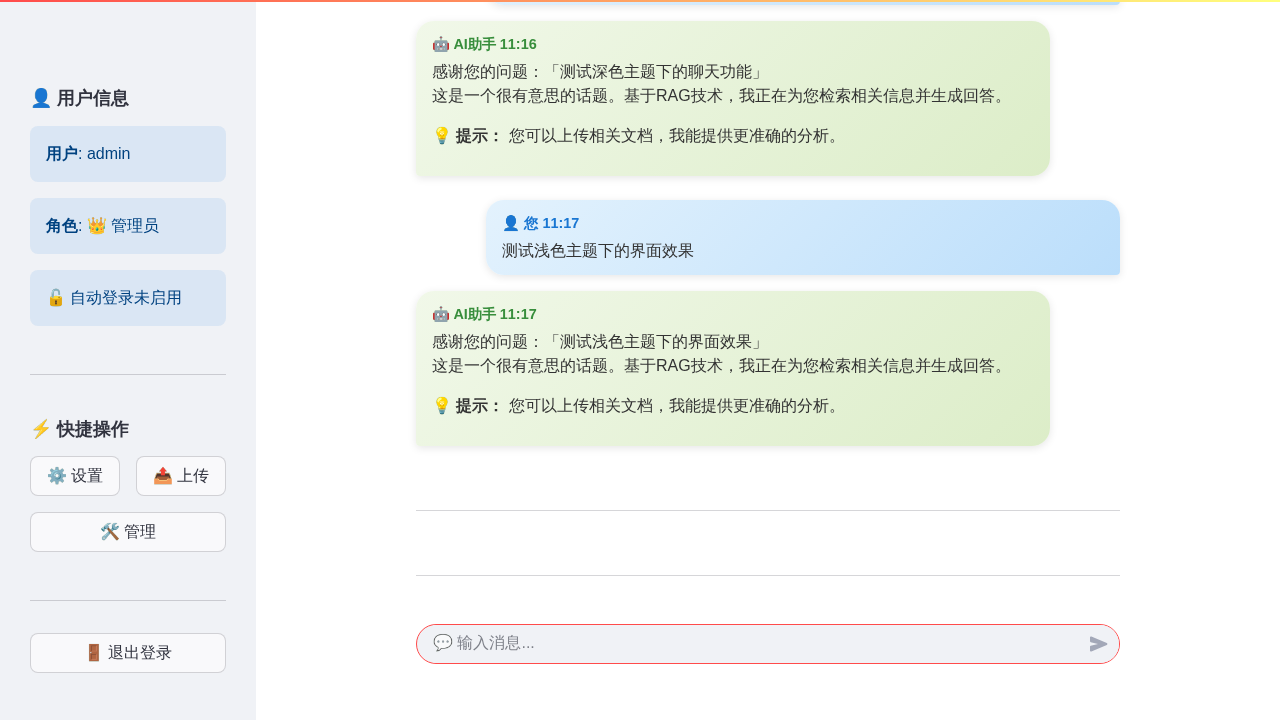 👤 用户信息
用户: admin
角色: 👑 管理员
🔓 自动登录未启用
⚡ 快捷操作
⚙️ 设置
📤 上传
🛠️ 管理
🚪 退出登录
🤖 AI助手 11:16
感谢您的问题：「测试深色主题下的聊天功能」
这是一个很有意思的话题。基于RAG技术，我正在为您检索相关信息并生成回答。
💡 提示： 您可以上传相关文档，我能提供更准确的分析。
👤 您 11:17
测试浅色主题下的界面效果
🤖 AI助手 11:17
感谢您的问题：「测试浅色主题下的界面效果」
这是一个很有意思的话题。基于RAG技术，我正在为您检索相关信息并生成回答。
💡 提示： 您可以上传相关文档，我能提供更准确的分析。
💬 输入消息...